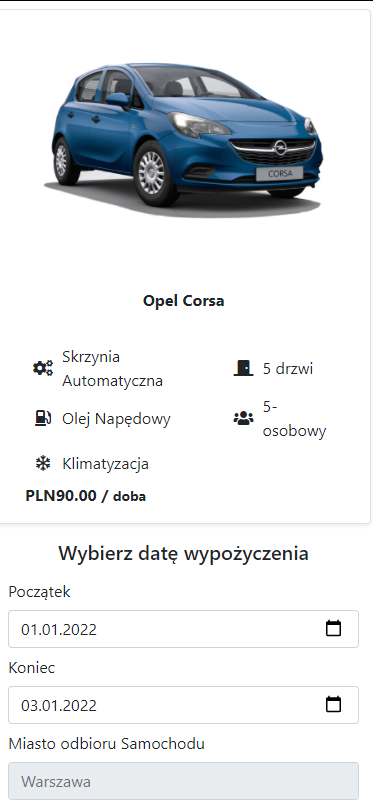 CORSA
Opel Corsa
Skrzynia
Automatyczna
5 drzwi
Olej Napędowy
5-
osobowy
Klimatyzacja
PLN90.00 / doba
Wybierz datę wypożyczenia
Początek
01.01.2022
Koniec
03.01.2022
Miasto odbioru Samochodu
Warszawa